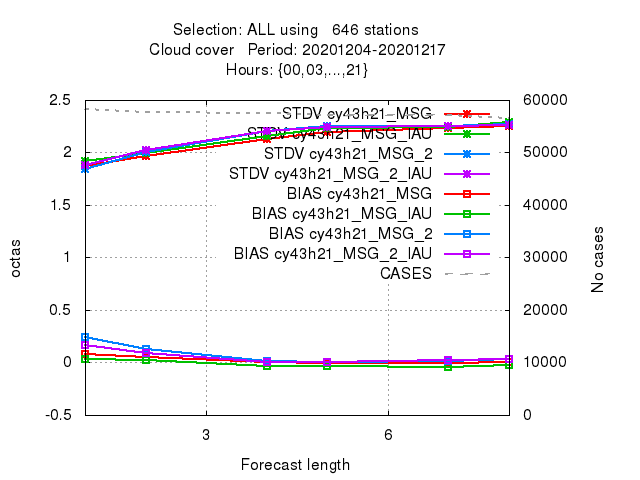 Selection: ALL using   646 stations
Cloud cover   Period: 20201204-20201217
Hours: {00,03,...,21}
2.5
2
1.5
1
0.5
0
-0.5
octas
STDV cy43h21_MSG
STDV cy43h21_MSG_IAU
STDV cy43h21_MSG_2
STDV cy43h21_MSG_2_IAU
BIAS cy43h21_MSG
BIAS cy43h21_MSG_IAU
BIAS cy43h21_MSG_2
BIAS cy43h21_MSG_2_IAU
CASES
60000
50000
40000
30000
20000
10000
0
No cases
3
6
Forecast length